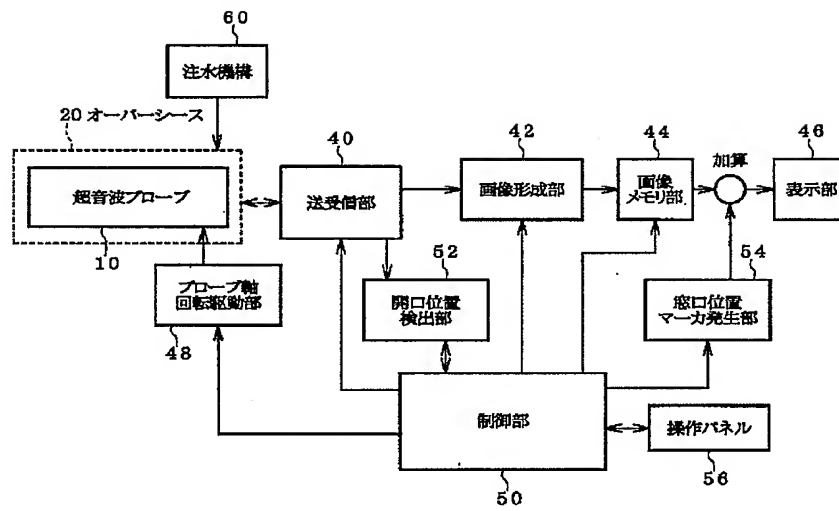 60
注水機構
20 オーバーシース
超音波プローブ
10
40
送受信部
42
画像形成部
44
画像
メモリ部
加算
46
表示部
プローブ軸
回転駆動部
48
52
開口位置
検出部
54
窓口位置
マーカ発生部
制御部
50
操作パネル
56